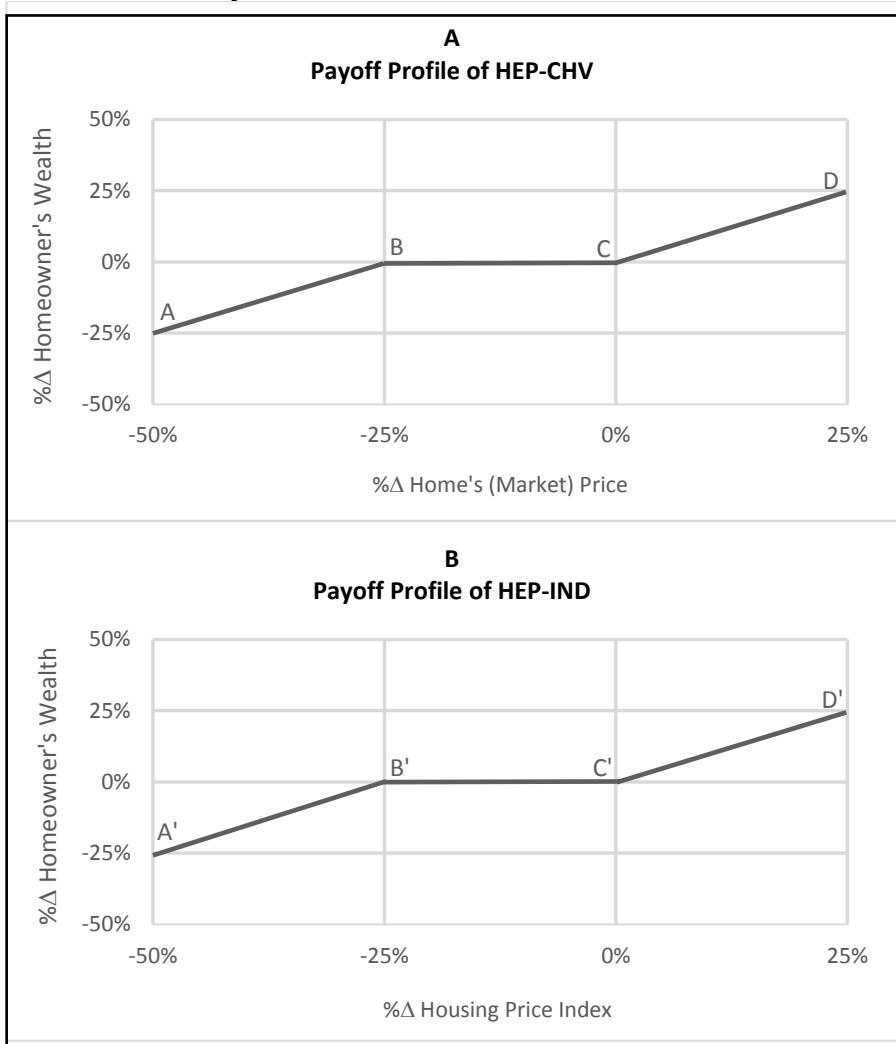 A
Payoff Profile of HEP-CHV
50%
25%
0%
-25%
-50%
%Δ Homeowner's Wealth
A
B
C
D
-50% -25% 0% 25%
%Δ Home's (Market) Price
B
Payoff Profile of HEP-IND
50%
25%
0%
-25%
-50%
%Δ Homeowner's Wealth
A'
B'
C'
D'
-50% -25% 0% 25%
%Δ Housing Price Index